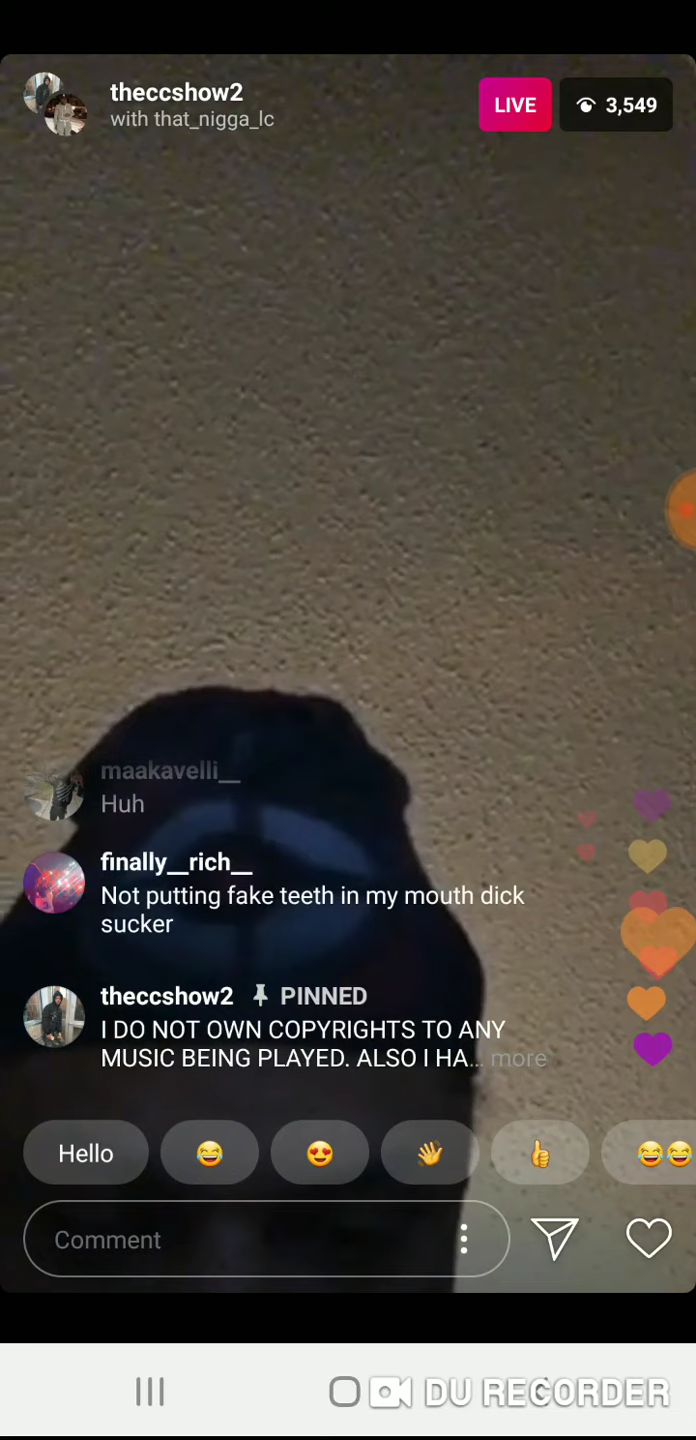 theccshow2
with that_nigga_lc
LIVE
3,549
maakavelli__
Huh
finally__rich__
Not putting fake teeth in my mouth dick
sucker
theccshow2 PINNED
I DO NOT OWN COPYRIGHTS TO ANY
MUSIC BEING PLAYED. ALSO I HA... more
Hello
Comment
DU RECORDER